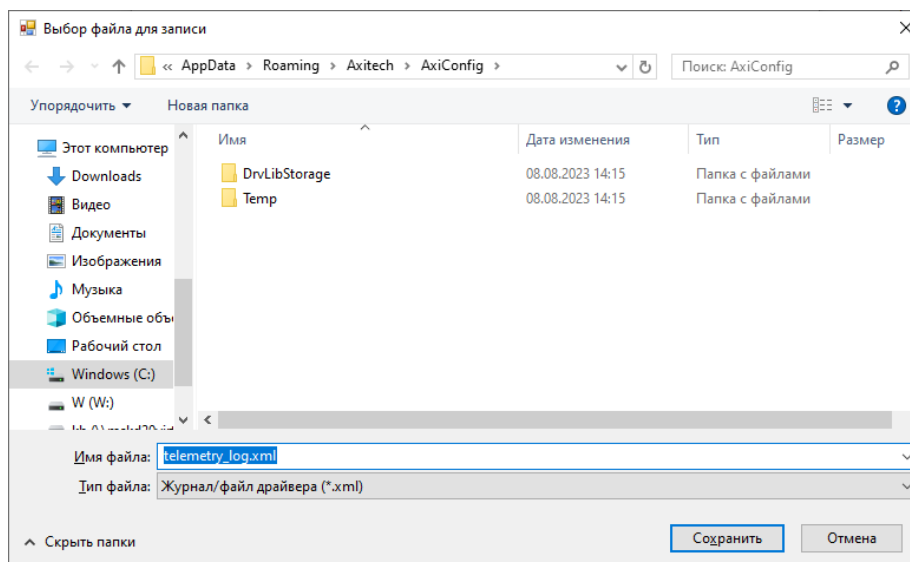 Выбор файла для записи
« AppData › Roaming › Axitech › AxiConfig ›
Поиск: AxiConfig
Упорядочить
Новая папка
Имя
Дата изменения
Тип
Размер
Этот компьютер
Downloads
Видео
Документы
Изображения
Музыка
Объемные объ
Рабочий стол
Windows (C:)
W (W:)
DrvLibStorage 08.08.2023 14:15 Папка с файлами
Temp 08.08.2023 14:15 Папка с файлами
Имя файла: telemetry_log.xml
Тип файла: Журнал/файл драйвера (*.xml)
Скрыть папки
Сохранить
Отмена